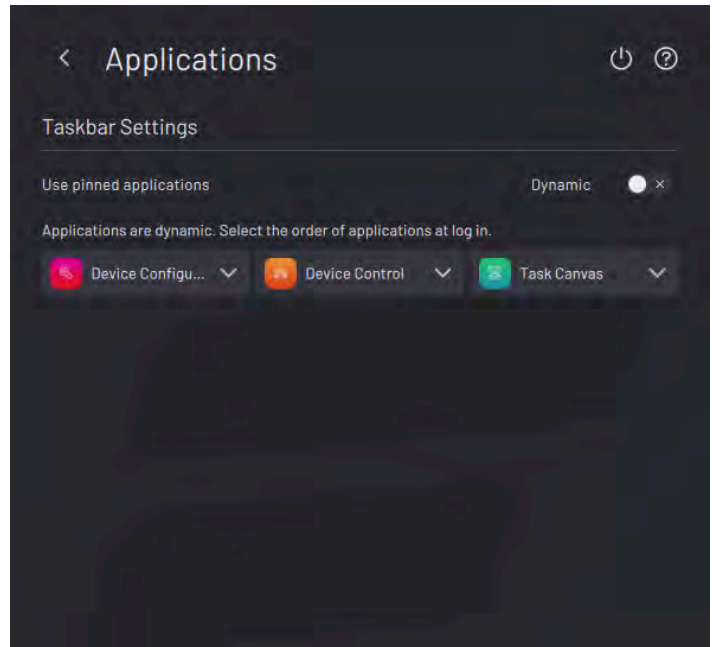 Applications
Taskbar Settings
Use pinned applications Dynamic
Applications are dynamic. Select the order of applications at log in.
Device Configu... Device Control Task Canvas